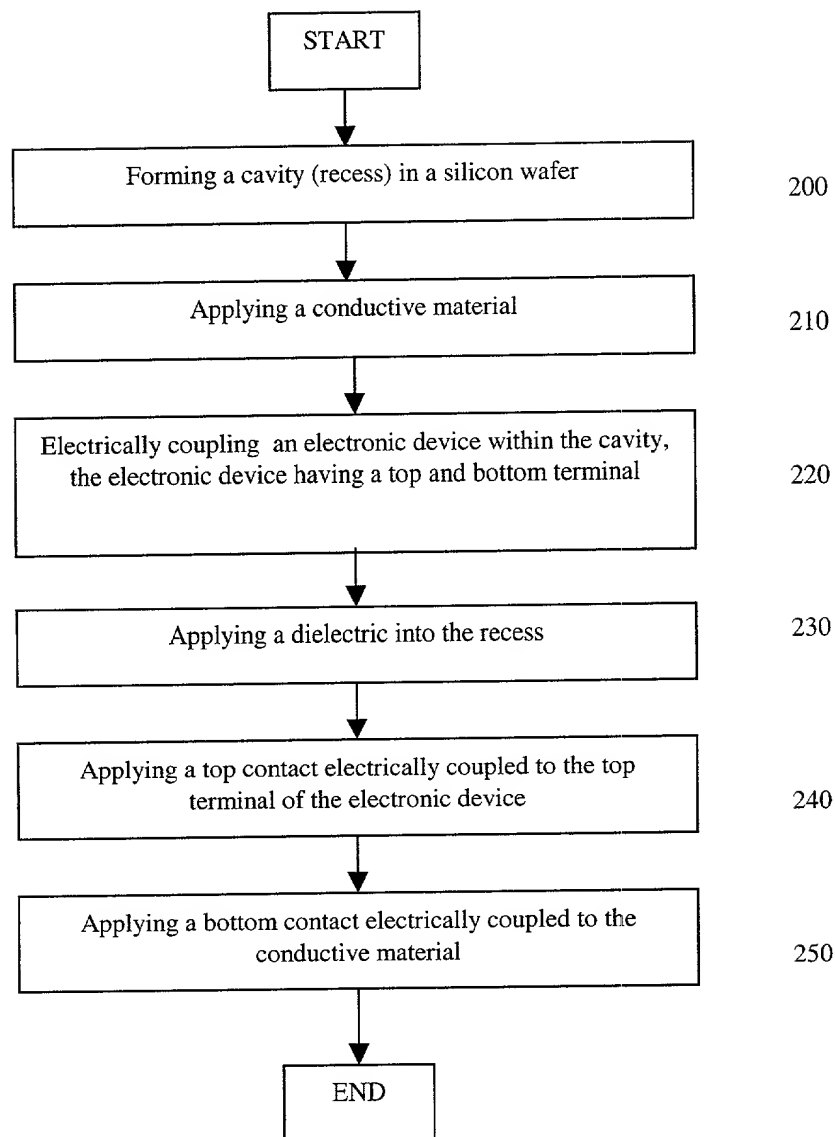 START
Forming a cavity (recess) in a silicon wafer
200
Applying a conductive material
210
Electrically coupling an electronic device within the cavity,
the electronic device having a top and bottom terminal
220
Applying a dielectric into the recess
230
Applying a top contact electrically coupled to the top
terminal of the electronic device
240
Applying a bottom contact electrically coupled to the
conductive material
250
END